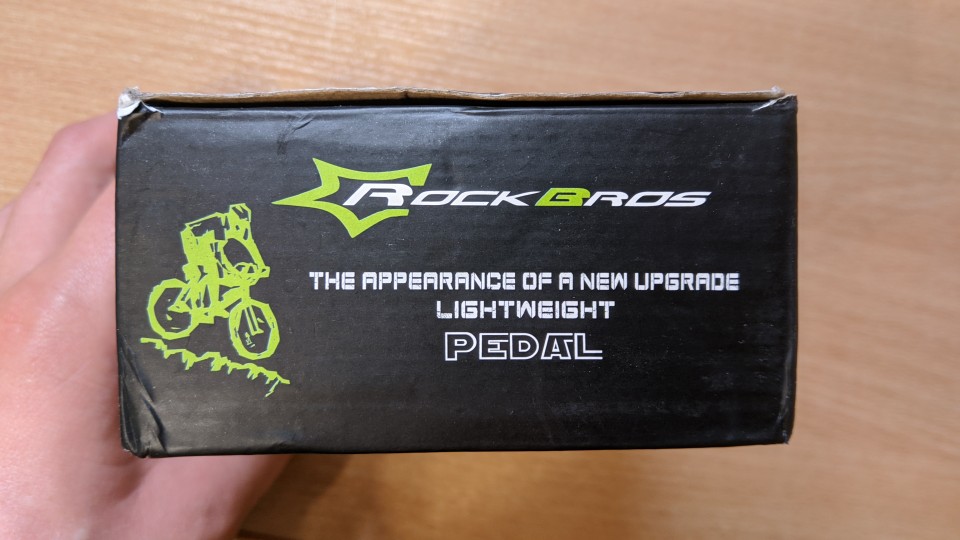 ROCKBROS
THE APPEARANCE OF A NEW UPGRADE
LIGHTWEIGHT
PEDAL